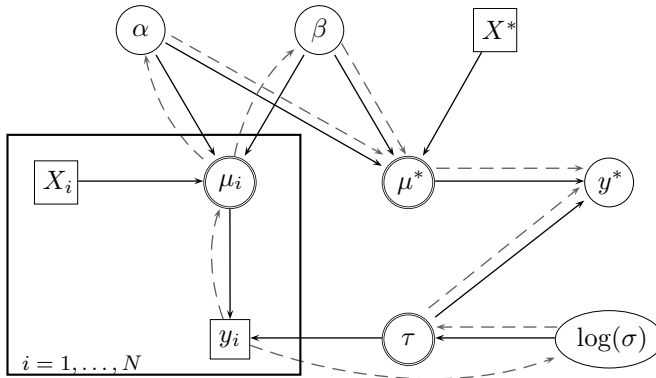 α β X*
X_i μ_i μ* y*
y_i τ log(σ)
i = 1, . . . , N